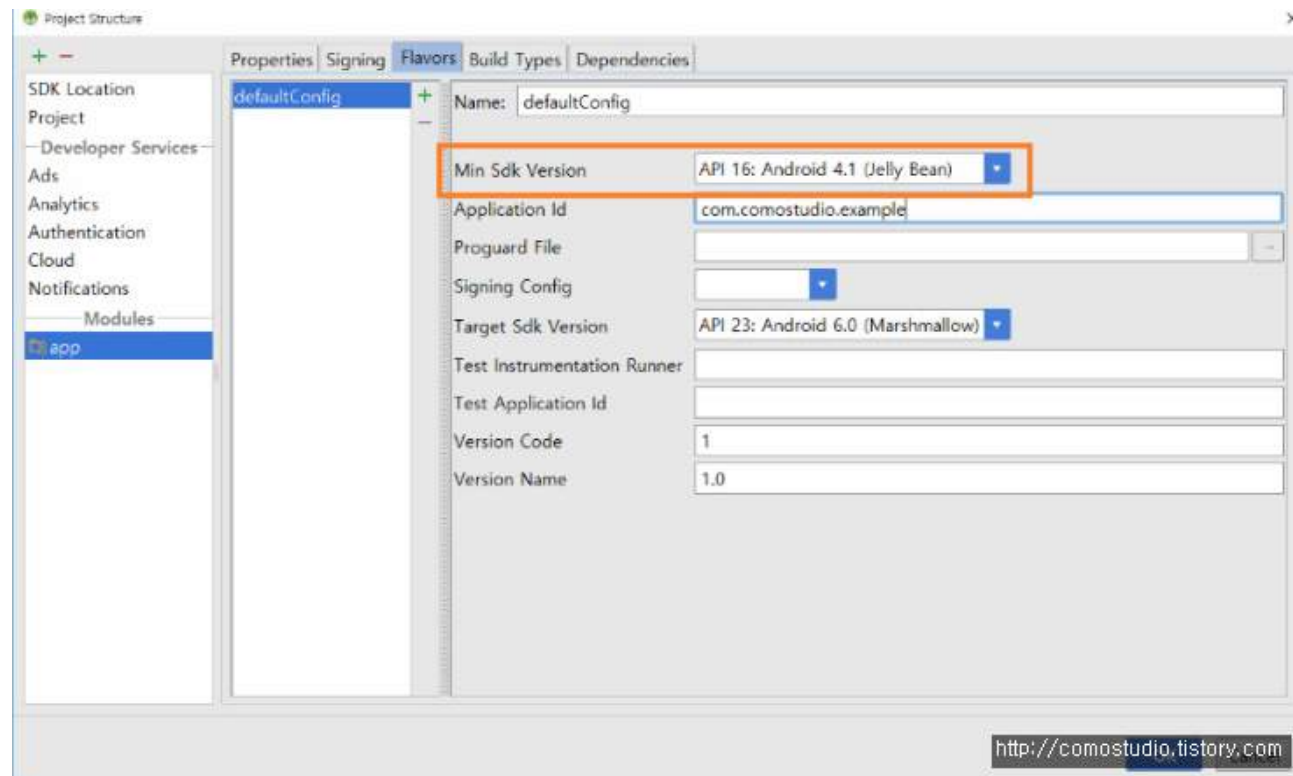 Project Structure
Properties Signing Flavors Build Types Dependencies
SDK Location
Project
Developer Services
Ads
Analytics
Authentication
Cloud
Notifications
Modules
app
defaultConfig
Name: defaultConfig
Min Sdk Version API 16: Android 4.1 (Jelly Bean)
Application Id com.comostudio.example
Proguard File
Signing Config
Target Sdk Version API 23: Android 6.0 (Marshmallow)
Test Instrumentation Runner
Test Application Id
Version Code 1
Version Name 1.0
http://comostudio.tistory.com